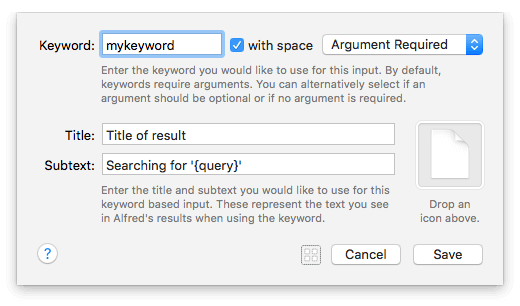 Keyword: mykeyword with space Argument Required
Enter the keyword you would like to use for this input. By default,
keywords require arguments. You can alternatively select if an
argument should be optional or if no argument is required.
Title: Title of result
Subtext: Searching for '{query}'
Enter the title and subtext you would like to use for this
keyword based input. These represent the text you see
in Alfred's results when using the keyword.
Drop an
icon above.
? Cancel Save